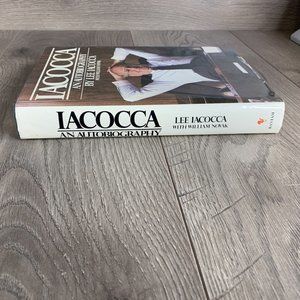 IACOCCA
AN AUTOBIOGRAPHY
BY LEE IACOCCA
IACOCCA
AN AUTOBIOGRAPHY
LEE IACOCCA
WITH WILLIAM NOVAK
BANTAM